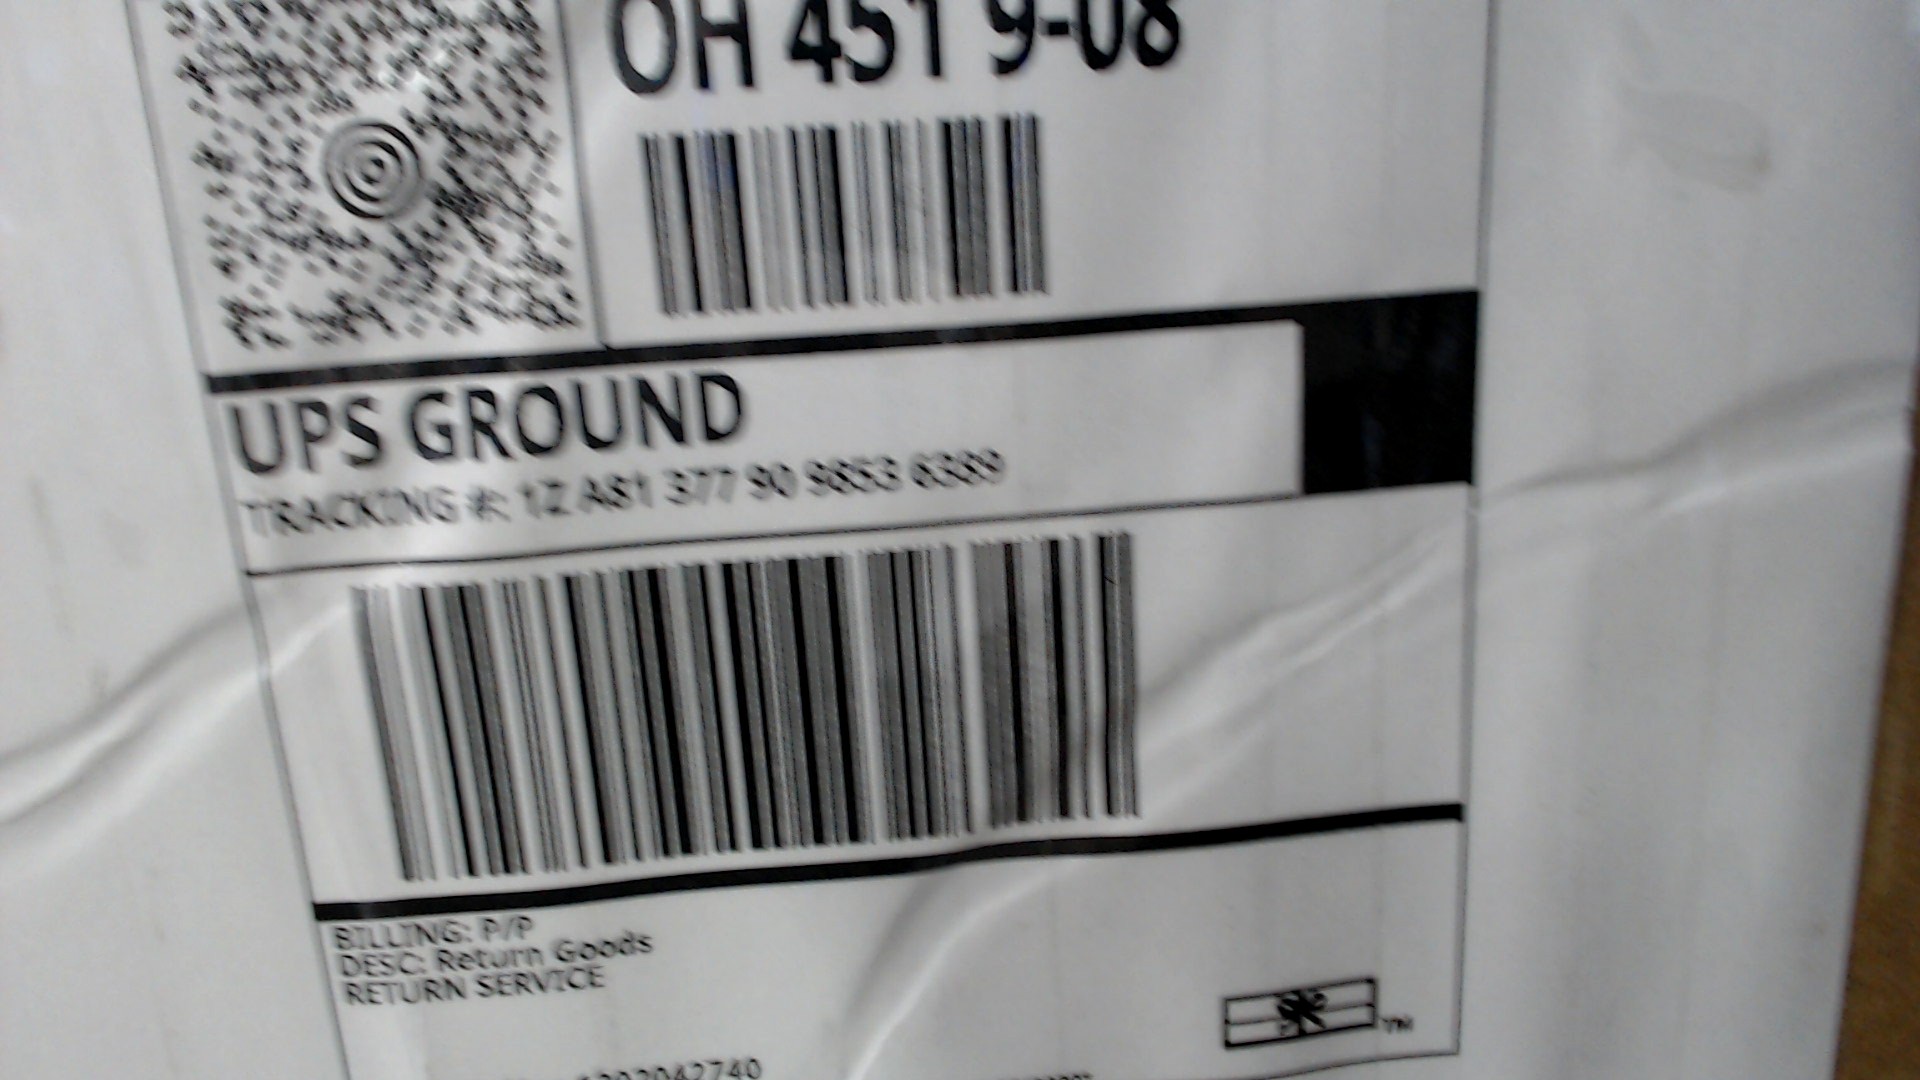 OH 451 9-08
UPS GROUND
TRACKING #: 1Z A81 377 90 9853 6389
BILLING: P/P
DESC: Return Goods
RETURN SERVICE
TM